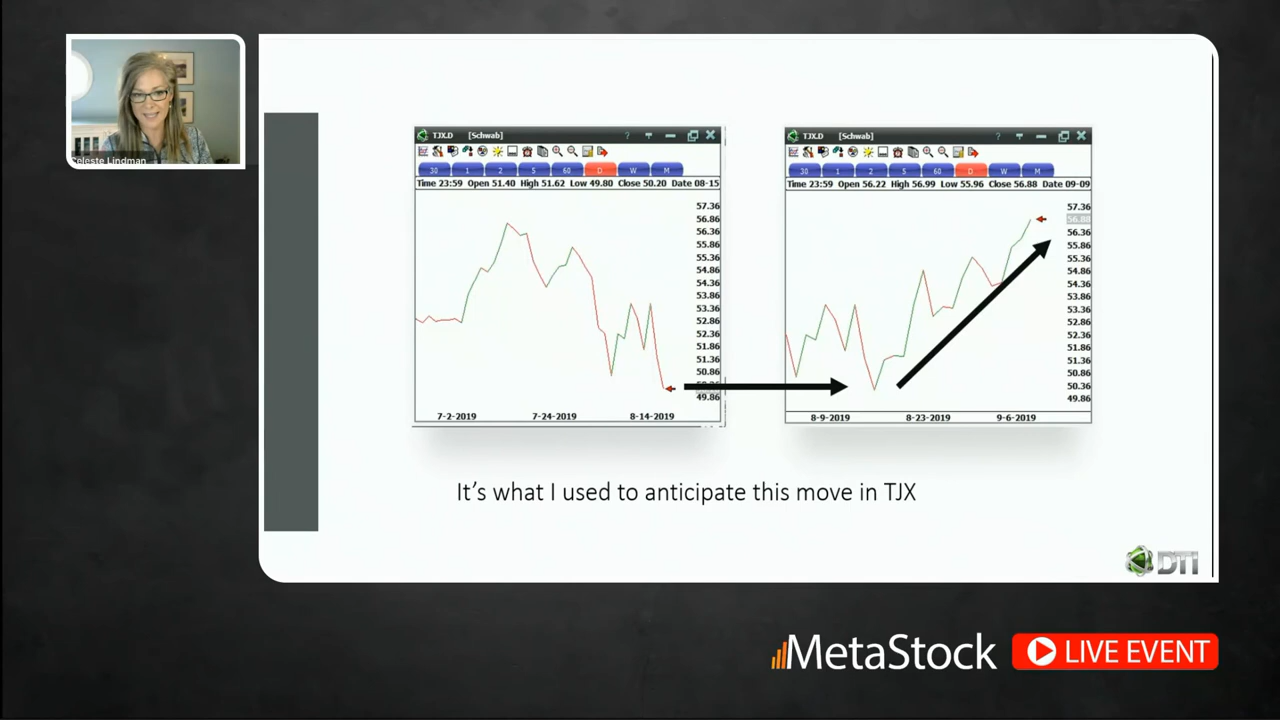 eleste Lindman
TJX.D [Schwab]
30 1 2 5 60 D W M
Time 23:59 Open 51.40 High 51.62 Low 49.80 Close 50.20 Date 08-15
57.36
56.86
56.36
55.86
55.36
54.86
54.36
53.86
53.36
52.86
52.36
51.86
51.36
50.86
49.86
7-2-2019 7-24-2019 8-14-2019
TJX.D [Schwab]
30 1 2 5 60 D W M
Time 23:59 Open 56.22 High 56.99 Low 55.96 Close 56.88 Date 09-09
57.36
56.88
56.36
55.86
55.36
54.86
54.36
53.86
53.36
52.86
52.36
51.86
51.36
50.86
50.36
49.86
8-9-2019 8-23-2019 9-6-2019
It's what I used to anticipate this move in TJX
DTI
MetaStock LIVE EVENT